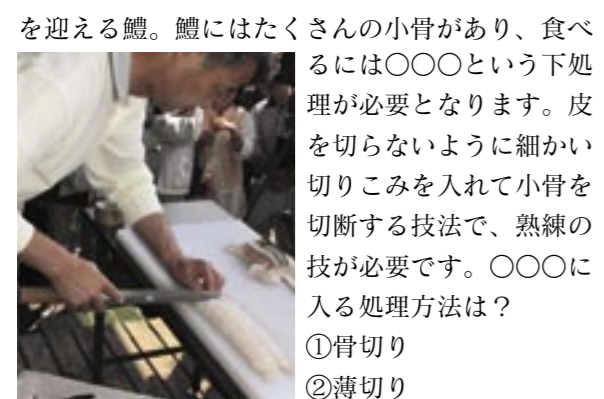 を迎える鱧。鱧にはたくさんの小骨があり、食べ
るには〇〇〇という下処
理が必要となります。皮
を切らないように細かい
切りこみを入れて小骨を
切断する技法で、熟練の
技が必要です。〇〇〇に
入る処理方法は？
①骨切り
②薄切り